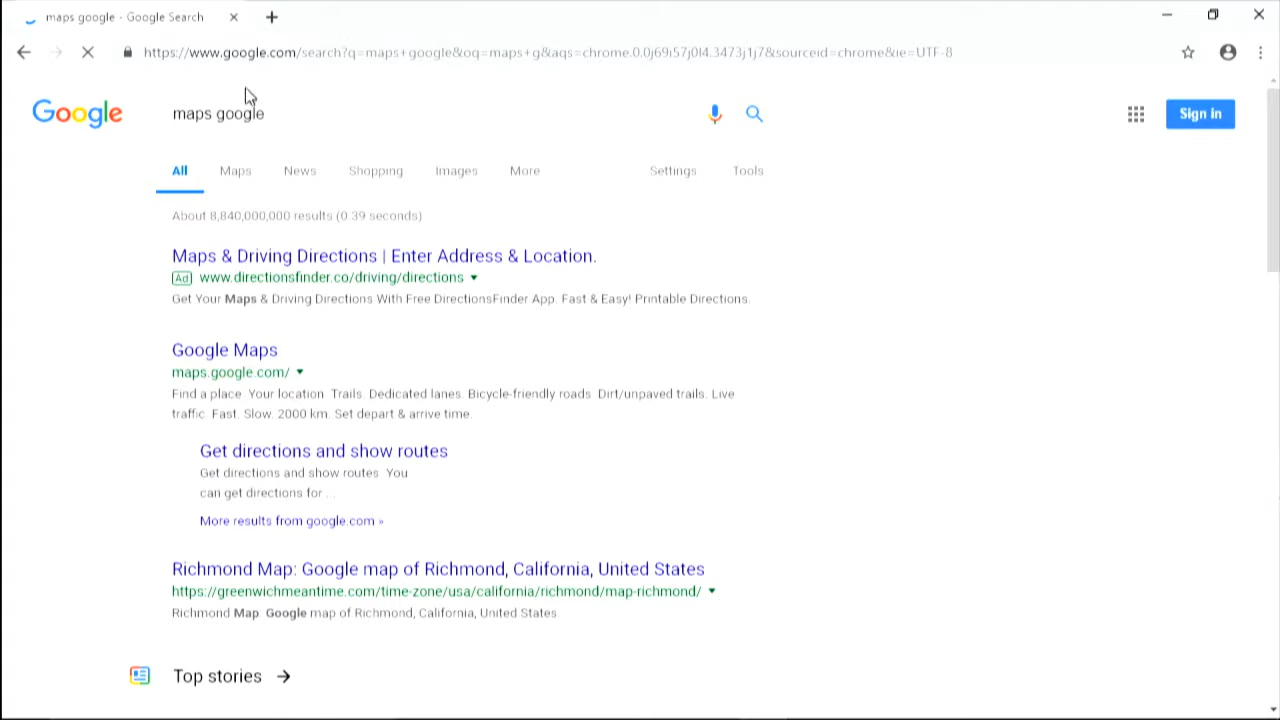 maps google - Google Search
https://www.google.com/search?q=maps+google&oq=maps+g&aqs=chrome.0.0j69i57j0l4.3473j1j7&sourceid=chrome&ie=UTF-8
Google
maps google
Sign in
All
Maps
News
Shopping
Images
More
Settings
Tools
About 8,840,000,000 results (0.39 seconds)
Maps & Driving Directions | Enter Address & Location.
Ad www.directionsfinder.co/driving/directions
Get Your Maps & Driving Directions With Free DirectionsFinder App. Fast & Easy! Printable Directions.
Google Maps
maps.google.com/
Find a place Your location Trails Dedicated lanes. Bicycle-friendly roads Dirt/unpaved trails. Live
traffic Fast. Slow. 2000 km. Set depart & arrive time.
Get directions and show routes
Get directions and show routes You
can get directions for ...
More results from google.com »
Richmond Map: Google map of Richmond, California, United States
https://greenwichmeantime.com/time-zone/usa/california/richmond/map-richmond/
Richmond Map Google map of Richmond, California, United States
Top stories →